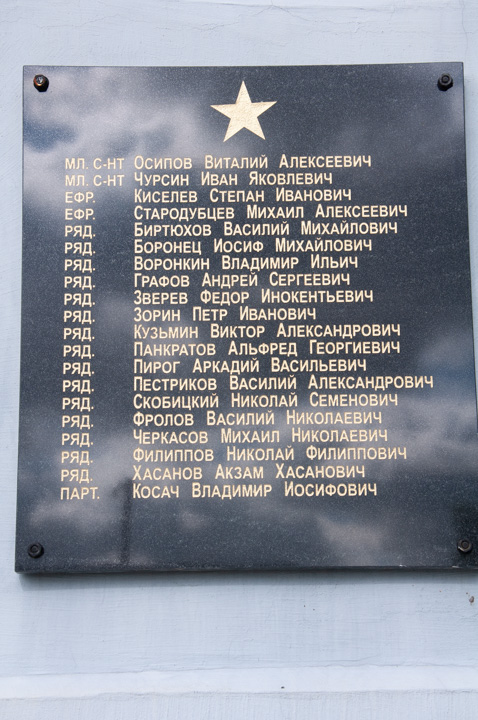 МЛ. С-НТ ОСИПОВ ВИТАЛИЙ АЛЕКСЕЕВИЧ
МЛ. С-НТ ЧУРСИН ИВАН ЯКОВЛЕВИЧ
ЕФР. КИСЕЛЕВ СТЕПАН ИВАНОВИЧ
ЕФР. СТАРОДУБЦЕВ МИХАИЛ АЛЕКСЕЕВИЧ
РЯД. БИРТЮХОВ ВАСИЛИЙ МИХАЙЛОВИЧ
РЯД. БОРОНЕЦ ИОСИФ МИХАЙЛОВИЧ
РЯД. ВОРОНКИН ВЛАДИМИР ИЛЬИЧ
РЯД. ГРАФОВ АНДРЕЙ СЕРГЕЕВИЧ
РЯД. ЗВЕРЕВ ФЕДОР ИНОКЕНТЬЕВИЧ
РЯД. ЗОРИН ПЕТР ИВАНОВИЧ
РЯД. КУЗЬМИН ВИКТОР АЛЕКСАНДРОВИЧ
РЯД. ПАНКРАТОВ АЛЬФРЕД ГЕОРГИЕВИЧ
РЯД. ПИРОГ АРКАДИЙ ВАСИЛЬЕВИЧ
РЯД. ПЕСТРИКОВ ВАСИЛИЙ АЛЕКСАНДРОВИЧ
РЯД. СКОБИЦКИЙ НИКОЛАЙ СЕМЕНОВИЧ
РЯД. ФРОЛОВ ВАСИЛИЙ НИКОЛАЕВИЧ
РЯД. ЧЕРКАСОВ МИХАИЛ НИКОЛАЕВИЧ
РЯД. ФИЛИППОВ НИКОЛАЙ ФИЛИППОВИЧ
РЯД. ХАСАНОВ АКЗАМ ХАСАНОВИЧ
ПАРТ. КОСАЧ ВЛАДИМИР ИОСИФОВИЧ